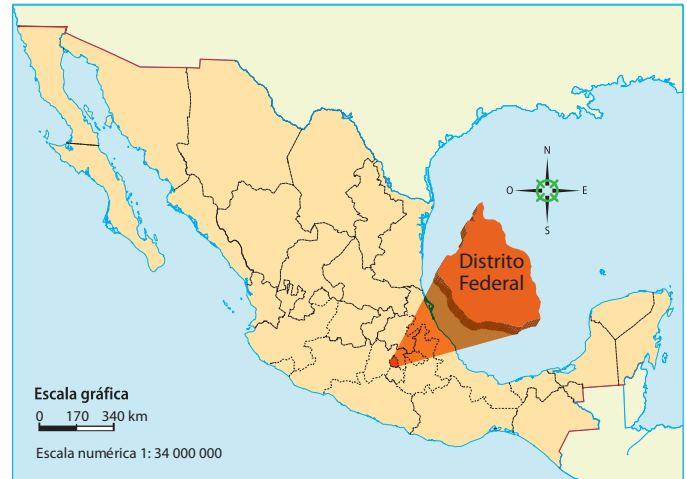 N
O E
S
Distrito
Federal
Escala gráfica
0 170 340 km
Escala numérica 1: 34 000 000